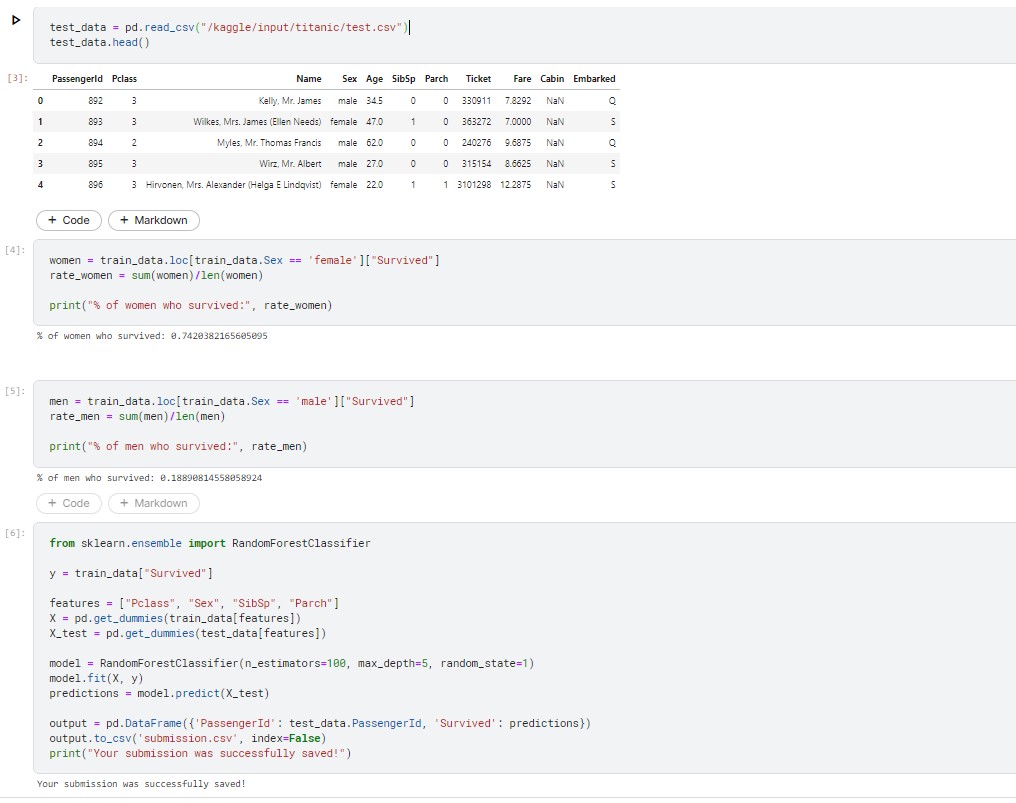 test_data = pd.read_csv("/kaggle/input/titanic/test.csv")
test_data.head()
[3]:
PassengerId Pclass Name Sex Age SibSp Parch Ticket Fare Cabin Embarked
0 892 3 Kelly, Mr. James male 34.5 0 0 330911 7.8292 NaN Q
1 893 3 Wilkes, Mrs. James (Ellen Needs) female 47.0 1 0 363272 7.0000 NaN S
2 894 2 Myles, Mr. Thomas Francis male 62.0 0 0 240276 9.6875 NaN Q
3 895 3 Wirz, Mr. Albert male 27.0 0 0 315154 8.6625 NaN S
4 896 3 Hirvonen, Mrs. Alexander (Helga E Lindqvist) female 22.0 1 1 3101298 12.2875 NaN S
+ Code + Markdown
[4]:
women = train_data.loc[train_data.Sex == 'female']["Survived"]
rate_women = sum(women)/len(women)
print("% of women who survived:", rate_women)
% of women who survived: 0.7420382165605095
[5]:
men = train_data.loc[train_data.Sex == 'male']["Survived"]
rate_men = sum(men)/len(men)
print("% of men who survived:", rate_men)
% of men who survived: 0.18890814558058924
+ Code + Markdown
[6]:
from sklearn.ensemble import RandomForestClassifier
y = train_data["Survived"]
features = ["Pclass", "Sex", "SibSp", "Parch"]
X = pd.get_dummies(train_data[features])
X_test = pd.get_dummies(test_data[features])
model = RandomForestClassifier(n_estimators=100, max_depth=5, random_state=1)
model.fit(X, y)
predictions = model.predict(X_test)
output = pd.DataFrame({'PassengerId': test_data.PassengerId, 'Survived': predictions})
output.to_csv('submission.csv', index=False)
print("Your submission was successfully saved!")
Your submission was successfully saved!